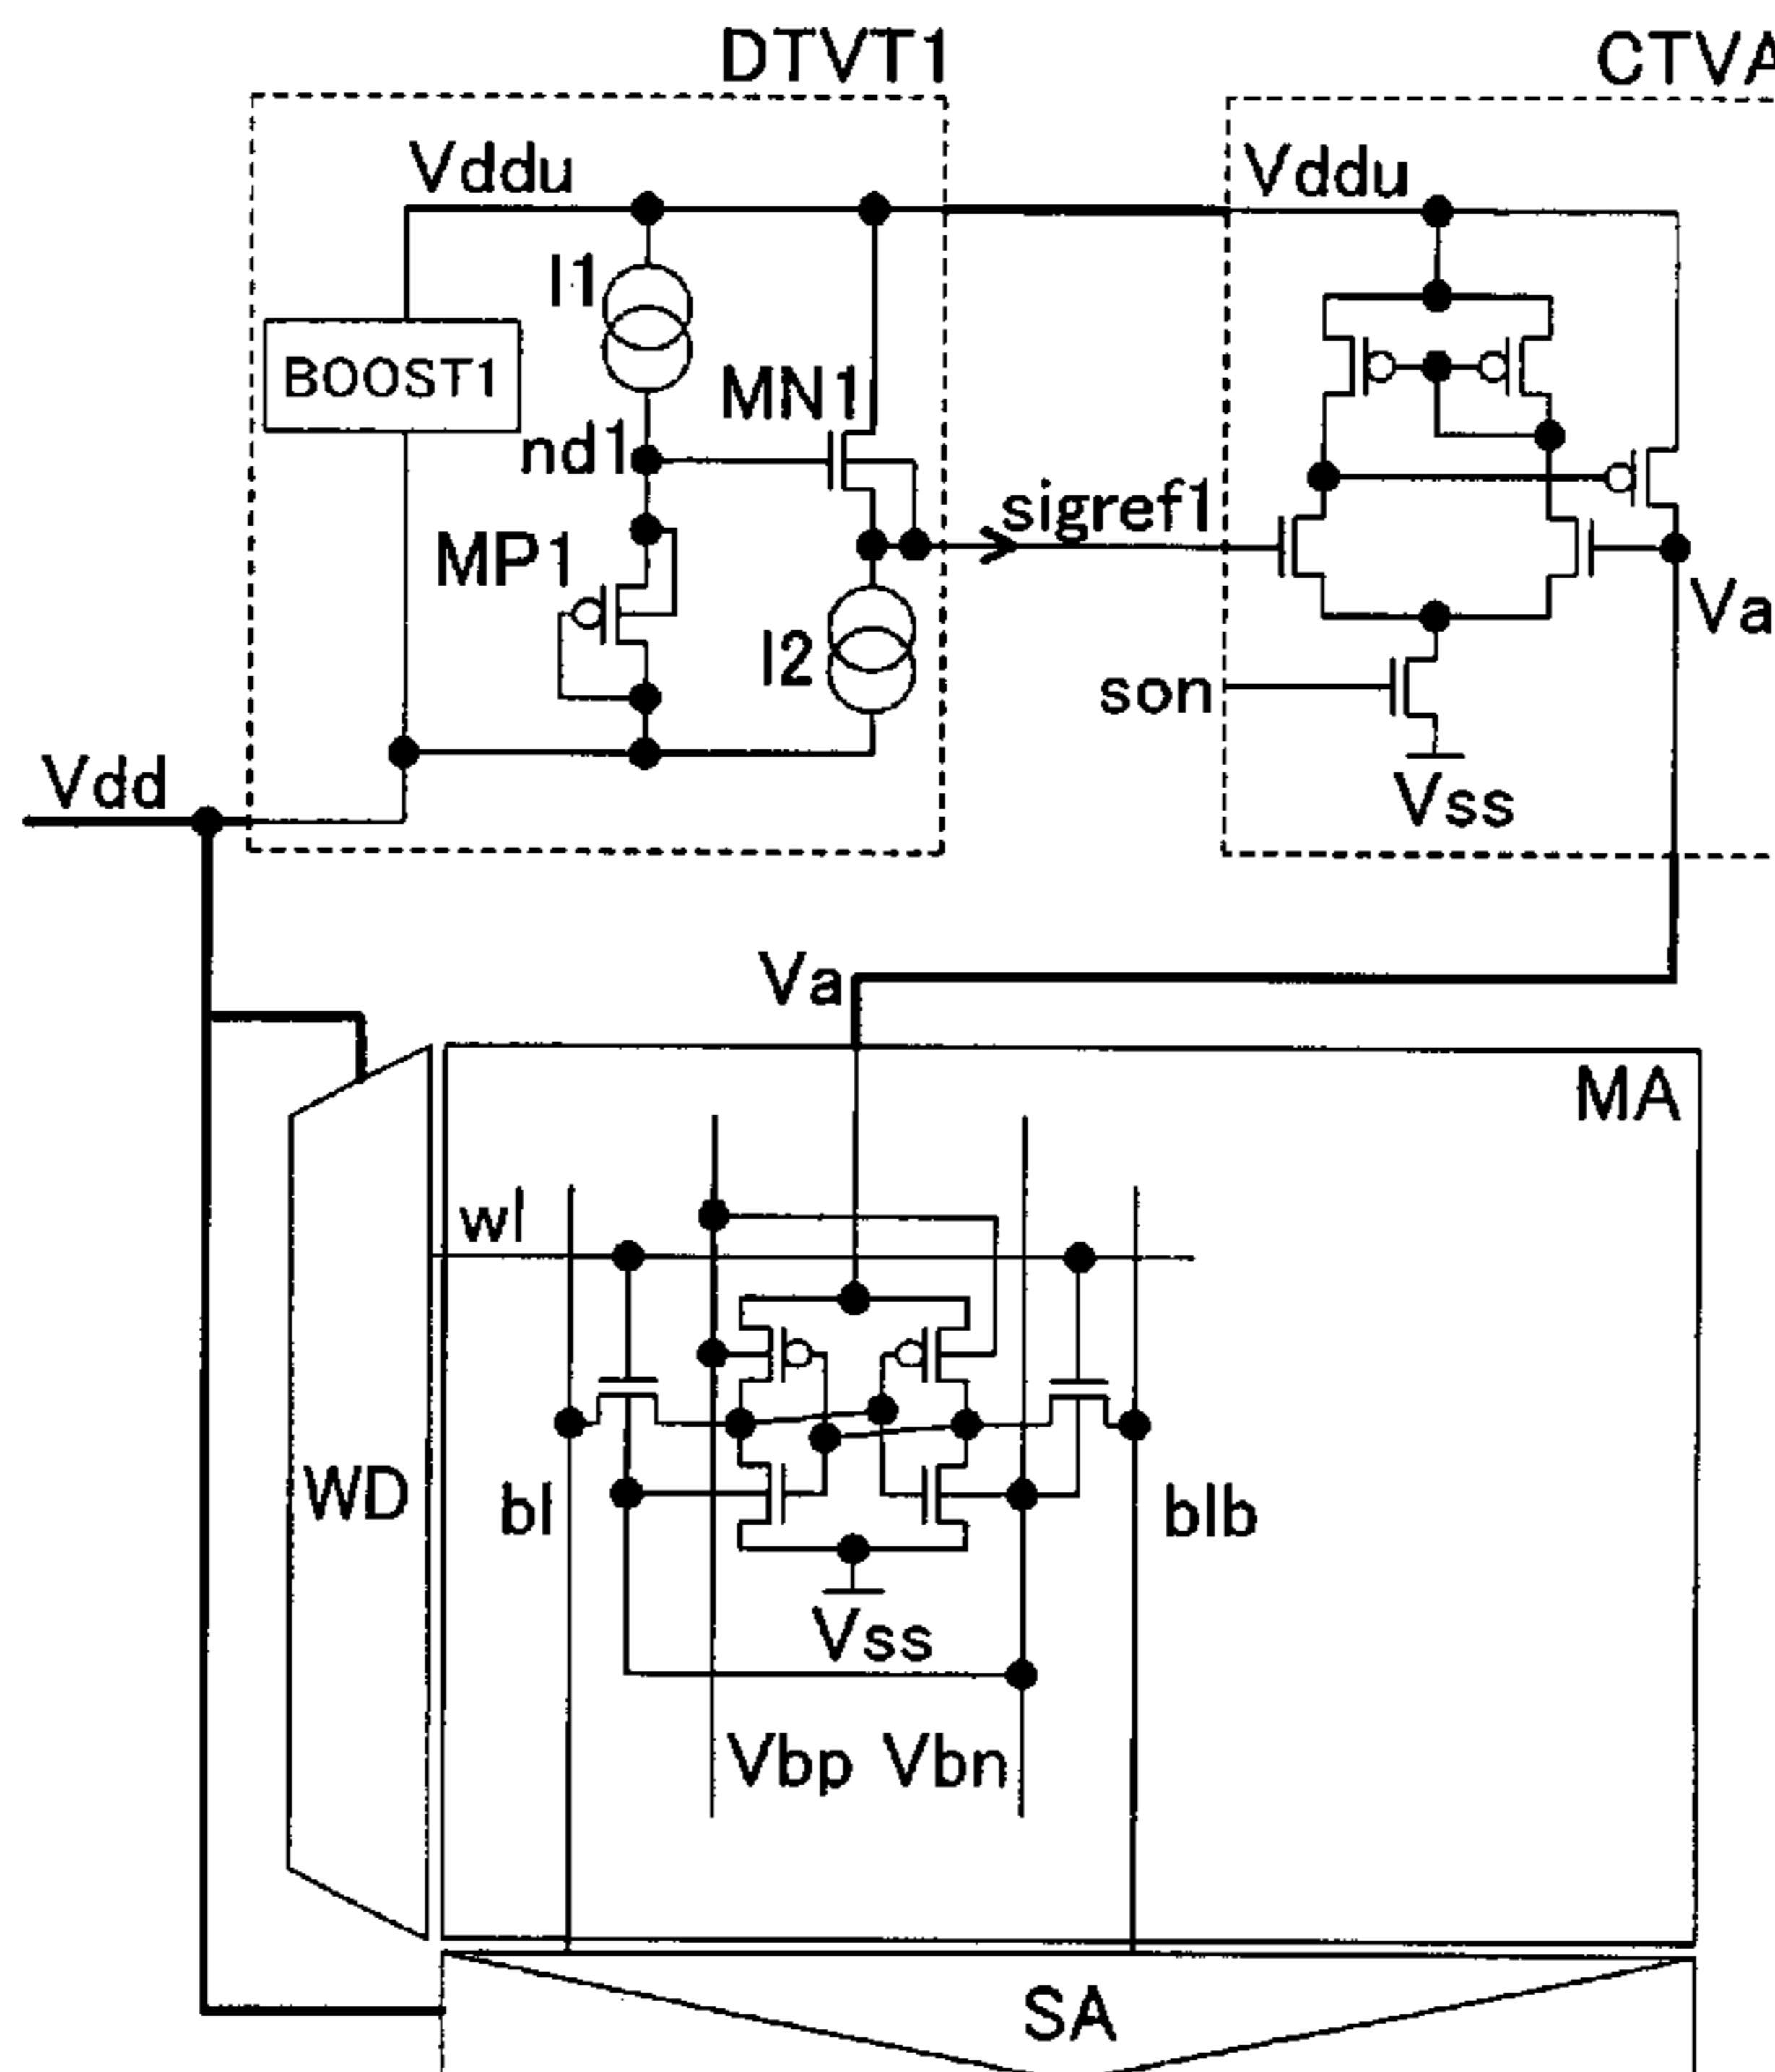 DTVT1
CTVA
Vddu
Vddu
I1
BOOST1
MN1
nd1
sigref1
MP1
Va
I2
son
Vdd
Vss
Va
MA
wl
WD
bl
blb
Vss
Vbp Vbn
SA